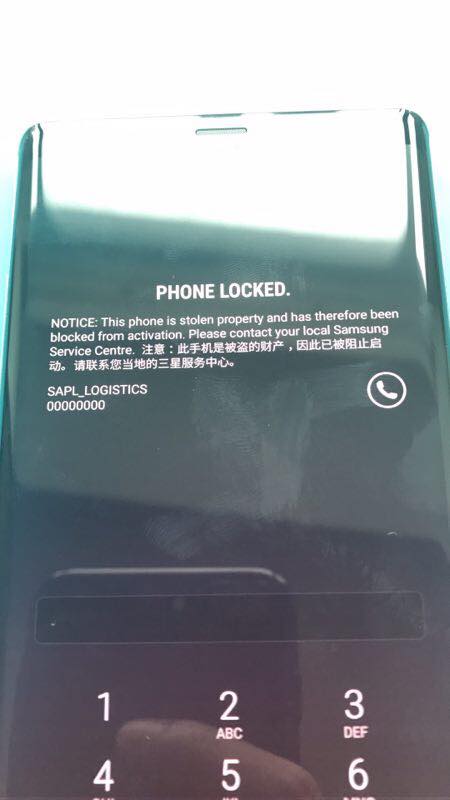 PHONE LOCKED.
NOTICE: This phone is stolen property and has therefore been
blocked from activation. Please contact your local Samsung
Service Centre. 注意：此手机是被盗的财产，因此已被阻止启
动。请联系您当地的三星服务中心。
SAPL_LOGISTICS
00000000
1 2 3
ABC DEF
4 5 6